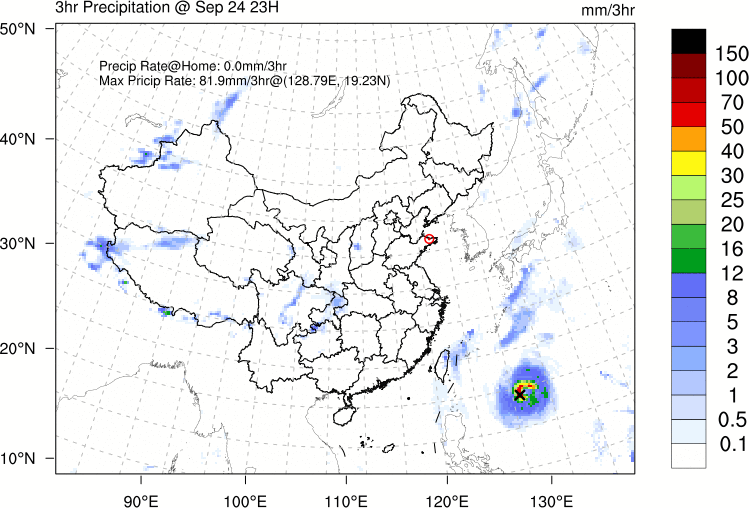 3hr Precipitation @ Sep 24 23H
mm/3hr
Precip Rate@Home: 0.0mm/3hr
Max Pricip Rate: 81.9mm/3hr@(128.79E, 19.23N)
50°N
40°N
30°N
20°N
10°N
90°E
100°E
110°E
120°E
130°E
150
100
70
50
40
30
25
20
16
12
8
5
3
2
1
0.5
0.1